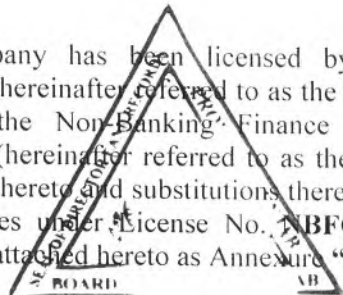 pany has been licensed by
hereinafter referred to as the
the Non-Banking Finance
(hereinafter referred to as the
hereto and substitutions there
es under License No. NBFC
attached hereto as Annexure "
BOARD